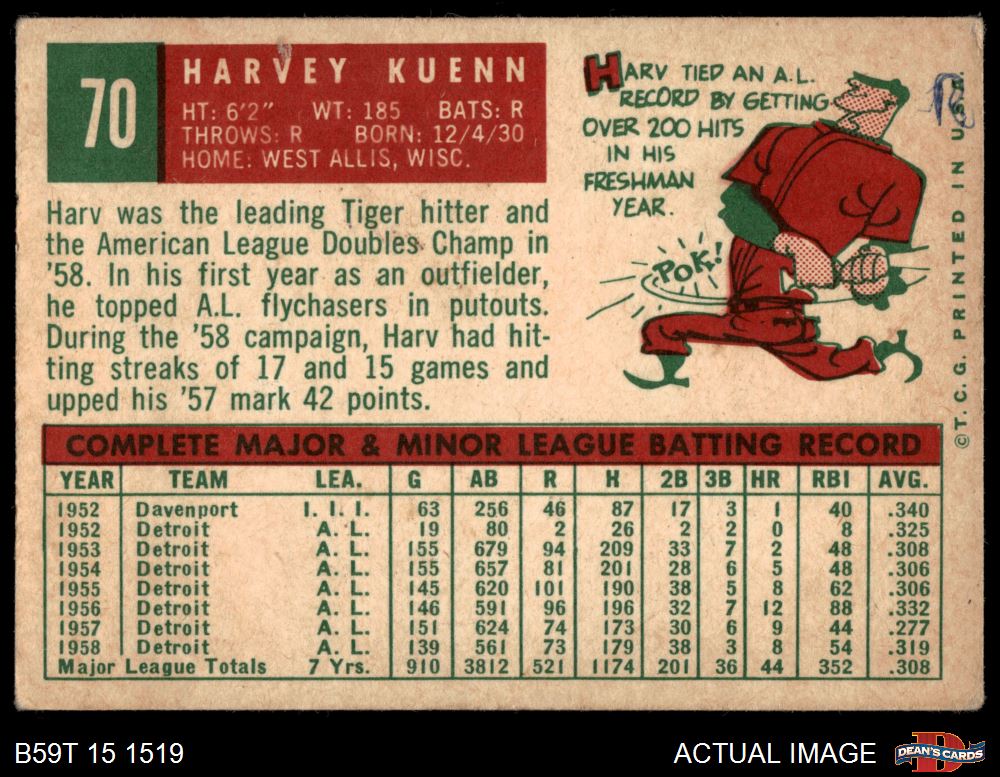 70
HARVEY KUENN
HT: 6'2" WT: 185 BATS: R
THROWS: R BORN: 12/4/30
HOME: WEST ALLIS, WISC.
Harv was the leading Tiger hitter and
the American League Doubles Champ in
'58. In his first year as an outfielder,
he topped A.L. flychasers in putouts.
During the '58 campaign, Harv had hit-
ting streaks of 17 and 15 games and
upped his '57 mark 42 points.
HARV TIED AN A.L.
RECORD BY GETTING
OVER 200 HITS
IN HIS
FRESHMAN
YEAR.
POK!
©T.C.G. PRINTED IN U.S.A.
COMPLETE MAJOR & MINOR LEAGUE BATTING RECORD
YEAR TEAM LEA. G AB R H 2B 3B HR RBI AVG.
1952 Davenport I. I. I. 63 256 46 87 17 3 1 40 .340
1952 Detroit A. L. 19 80 2 26 2 2 0 8 .325
1953 Detroit A. L. 155 679 94 209 33 7 2 48 .308
1954 Detroit A. L. 155 657 81 201 28 6 5 48 .306
1955 Detroit A. L. 145 620 101 190 38 5 8 62 .306
1956 Detroit A. L. 146 591 96 196 32 7 12 88 .332
1957 Detroit A. L. 151 624 74 173 30 6 9 44 .277
1958 Detroit A. L. 139 561 73 179 38 3 8 54 .319
Major League Totals 7 Yrs. 910 3812 521 1174 201 36 44 352 .308
B59T 15 1519
ACTUAL IMAGE
DEAN'S CARDS